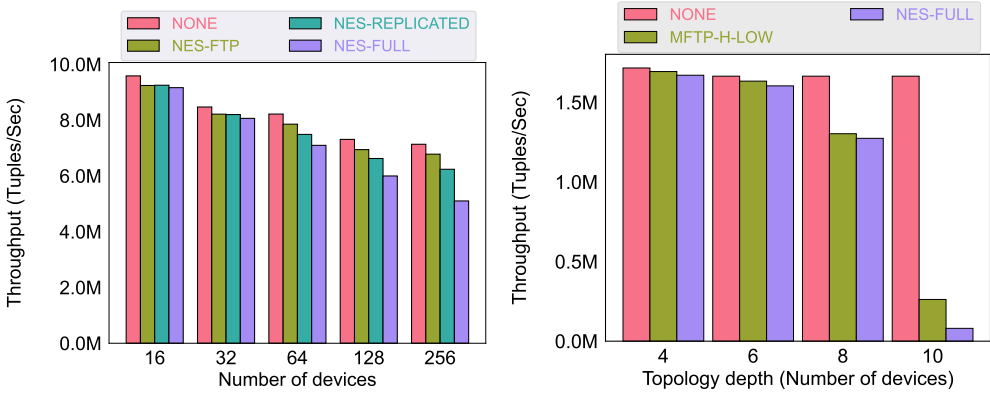 NONE
NES-REPLICATED
NES-FTP
NES-FULL
10.0M
8.0M
6.0M
4.0M
2.0M
0.0M
Throughput (Tuples/Sec)
16 32 64 128 256
Number of devices
NONE
NES-FULL
MFTP-H-LOW
1.5M
1.0M
0.5M
0.0M
Throughput (Tuples/Sec)
4 6 8 10
Topology depth (Number of devices)